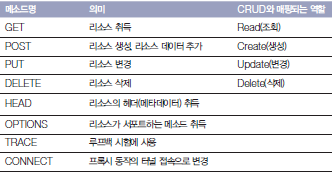 메소드명 의미 CRUD와 매핑되는 역할
GET 리소스 취득 Read(조회)
POST 리소스 생성, 리소스 데이터 추가 Create(생성)
PUT 리소스 변경 Update(변경)
DELETE 리소스 삭제 Delete(삭제)
HEAD 리소스의 헤더(메타데이터) 취득
OPTIONS 리소스가 서포트하는 메소드 취득
TRACE 루프백 시험에 사용
CONNECT 프록시 동작의 터널 접속으로 변경